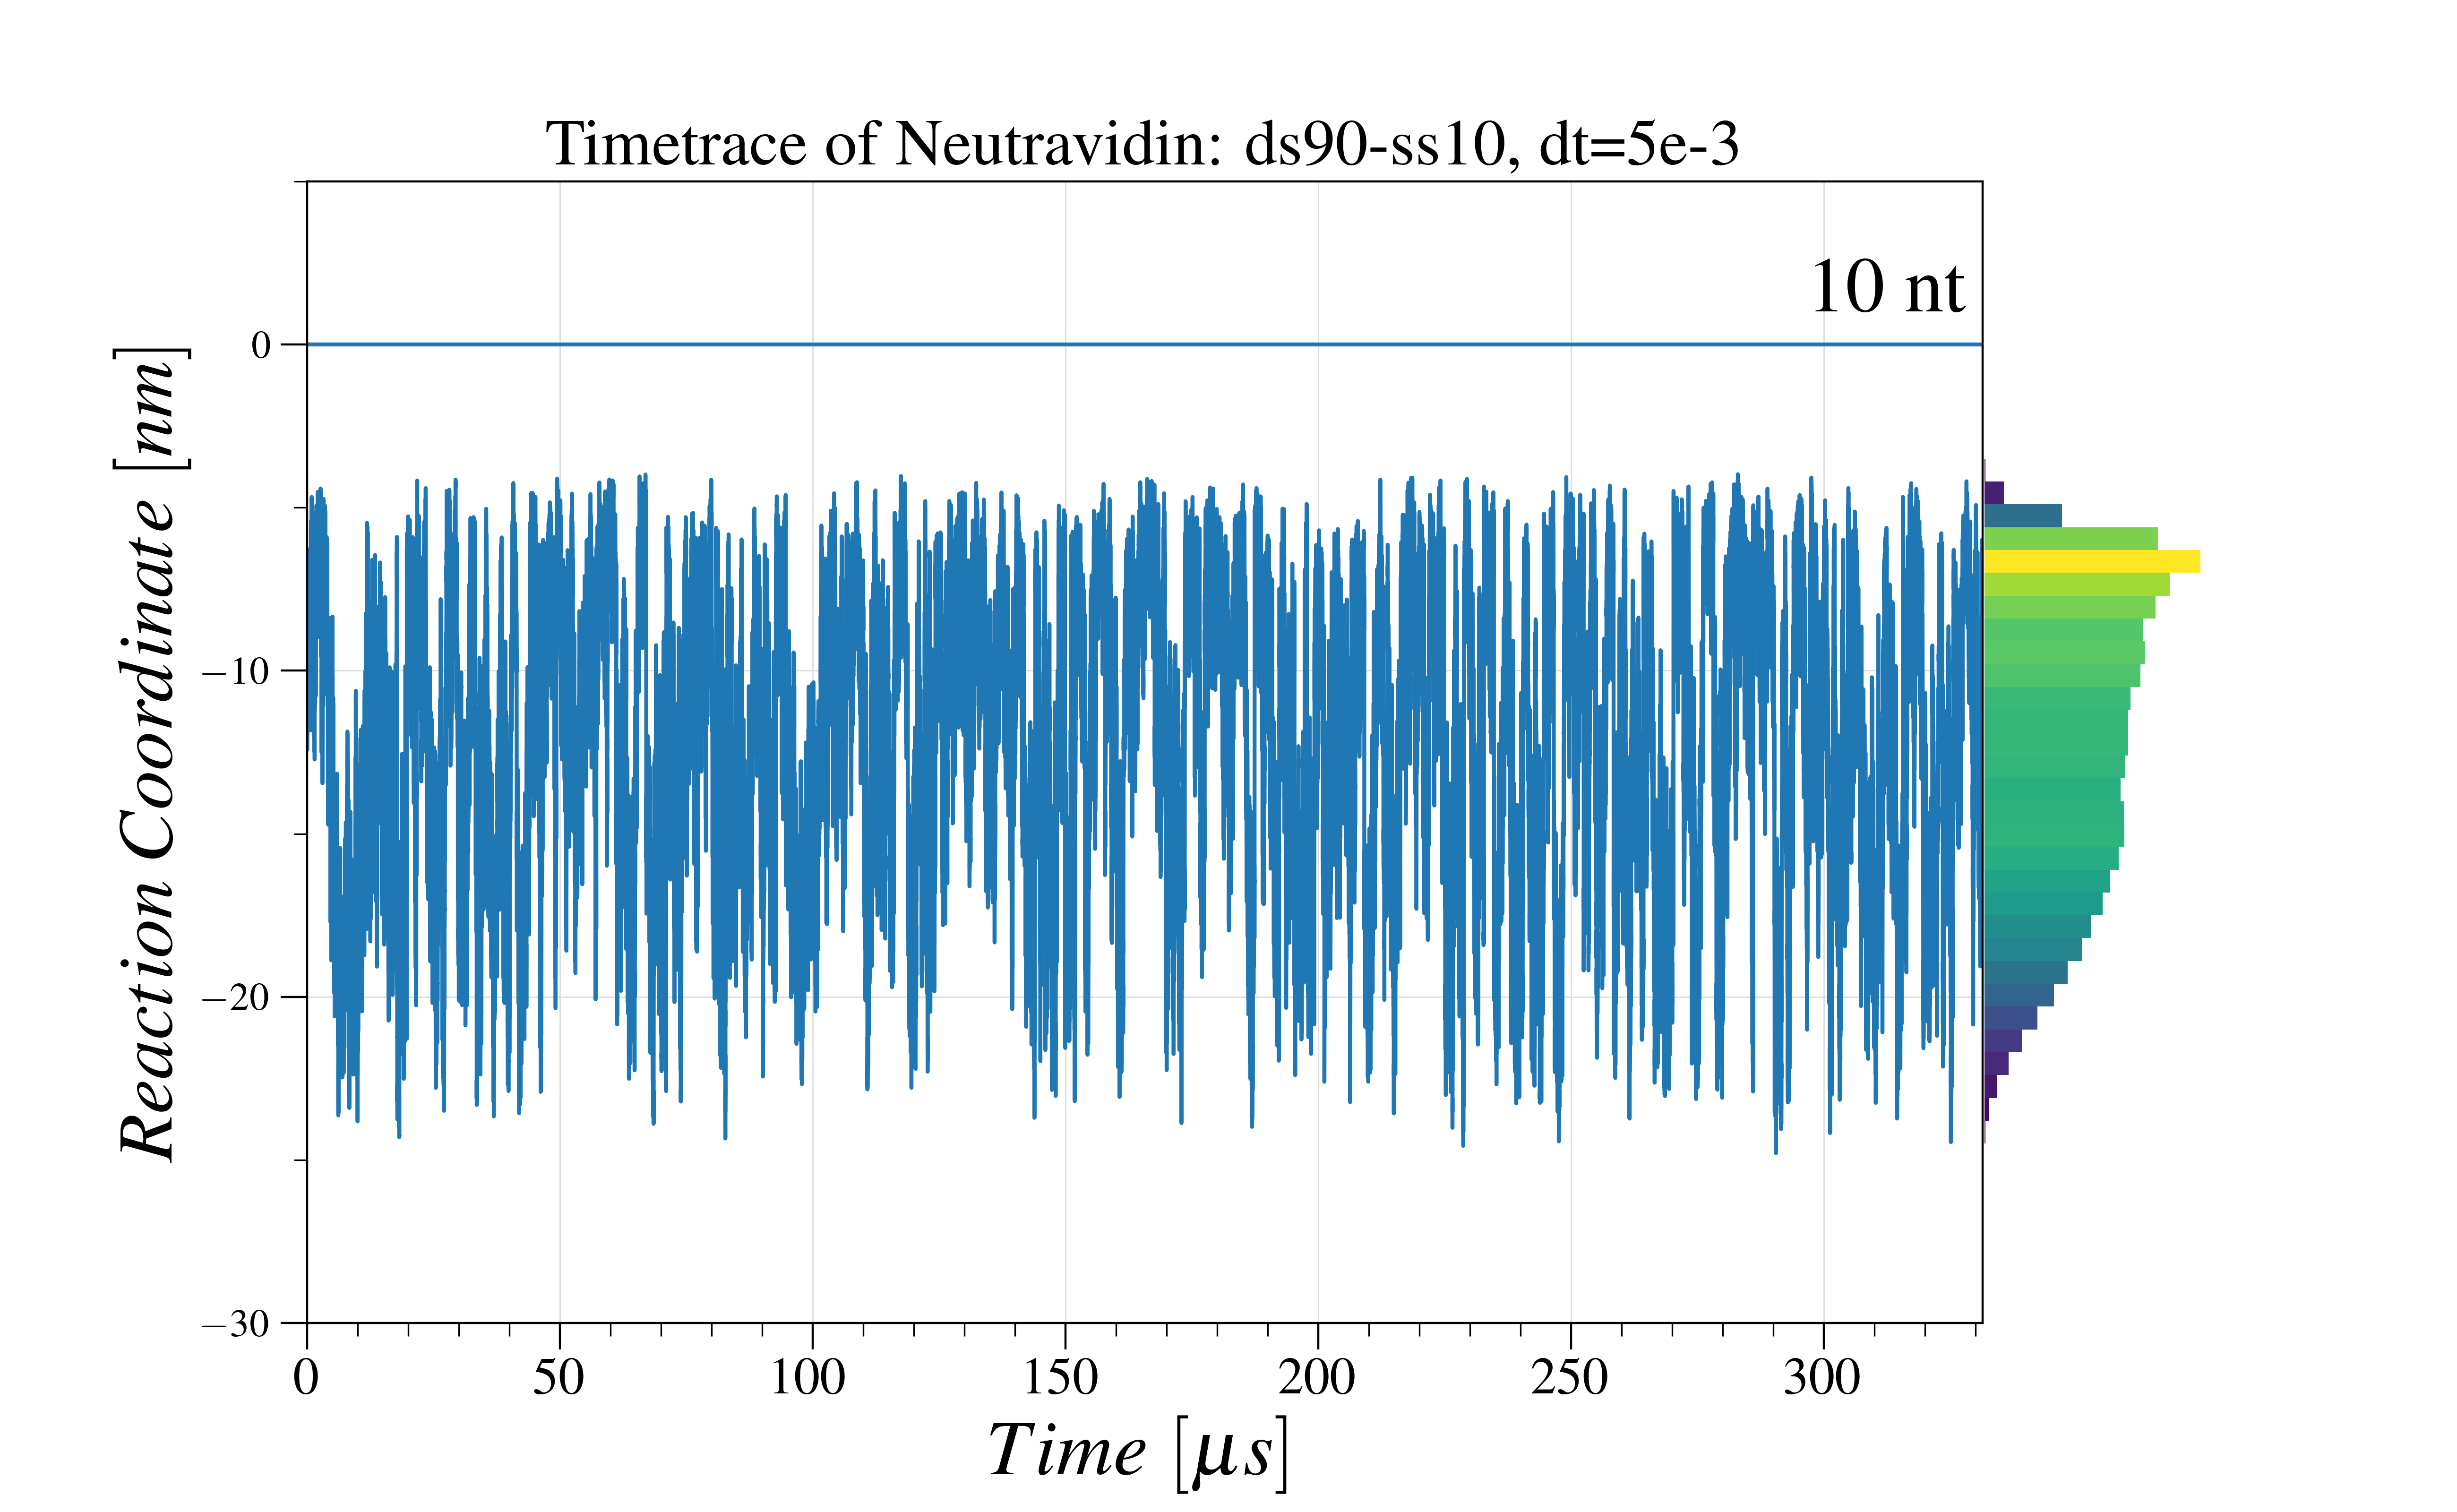 Timetrace of Neutravidin: ds90-ss10, dt=5e-3
10 nt
Reaction Coordinate [nm]
0
−10
−20
−30
0 50 100 150 200 250 300
Time [μs]